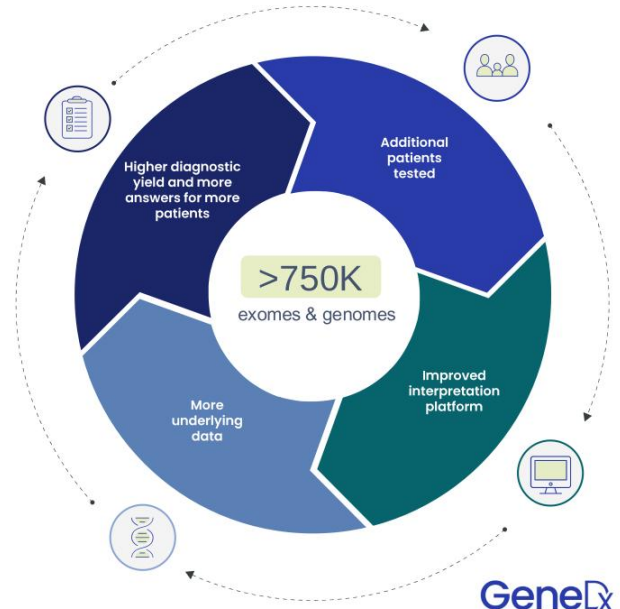 Higher diagnostic
yield and more
answers for more
patients
Additional
patients
tested
>750K
exomes & genomes
Improved
interpretation
platform
More
underlying
data
GeneDx